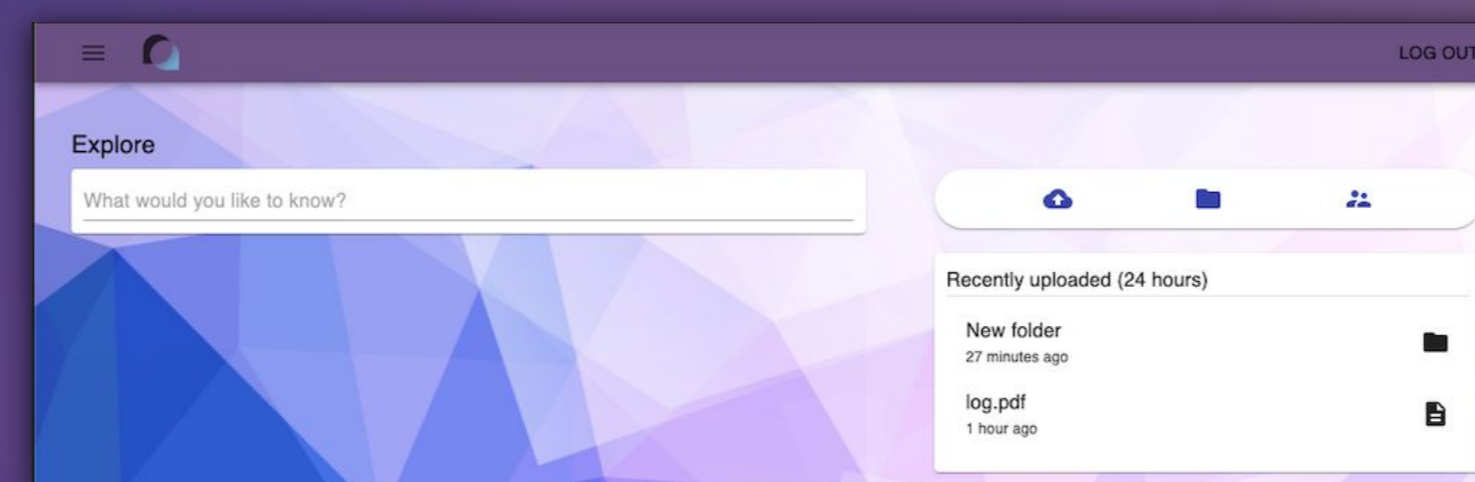 LOG OUT
Explore
What would you like to know?
Recently uploaded (24 hours)
New folder
27 minutes ago
log.pdf
1 hour ago